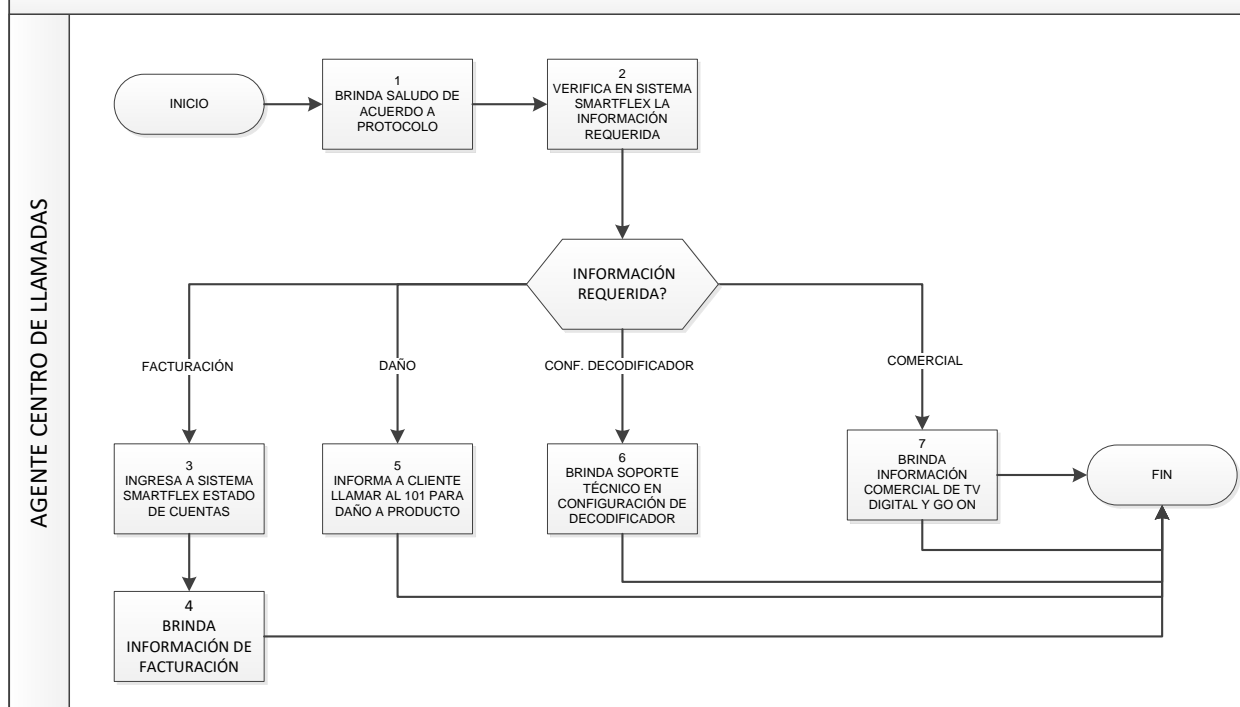 AGENTE CENTRO DE LLAMADAS
INICIO
1
BRINDA SALUDO DE
ACUERDO A
PROTOCOLO
2
VERIFICA EN SISTEMA
SMARTFLEX LA
INFORMACIÓN
REQUERIDA
INFORMACIÓN
REQUERIDA?
FACTURACIÓN
DAÑO
CONF. DECODIFICADOR
COMERCIAL
3
INGRESA A SISTEMA
SMARTFLEX ESTADO
DE CUENTAS
5
INFORMA A CLIENTE
LLAMAR AL 101 PARA
DAÑO A PRODUCTO
6
BRINDA SOPORTE
TÉCNICO EN
CONFIGURACIÓN DE
DECODIFICADOR
7
BRINDA
INFORMACIÓN
COMERCIAL DE TV
DIGITAL Y GO ON
FIN
4
BRINDA
INFORMACIÓN DE
FACTURACIÓN